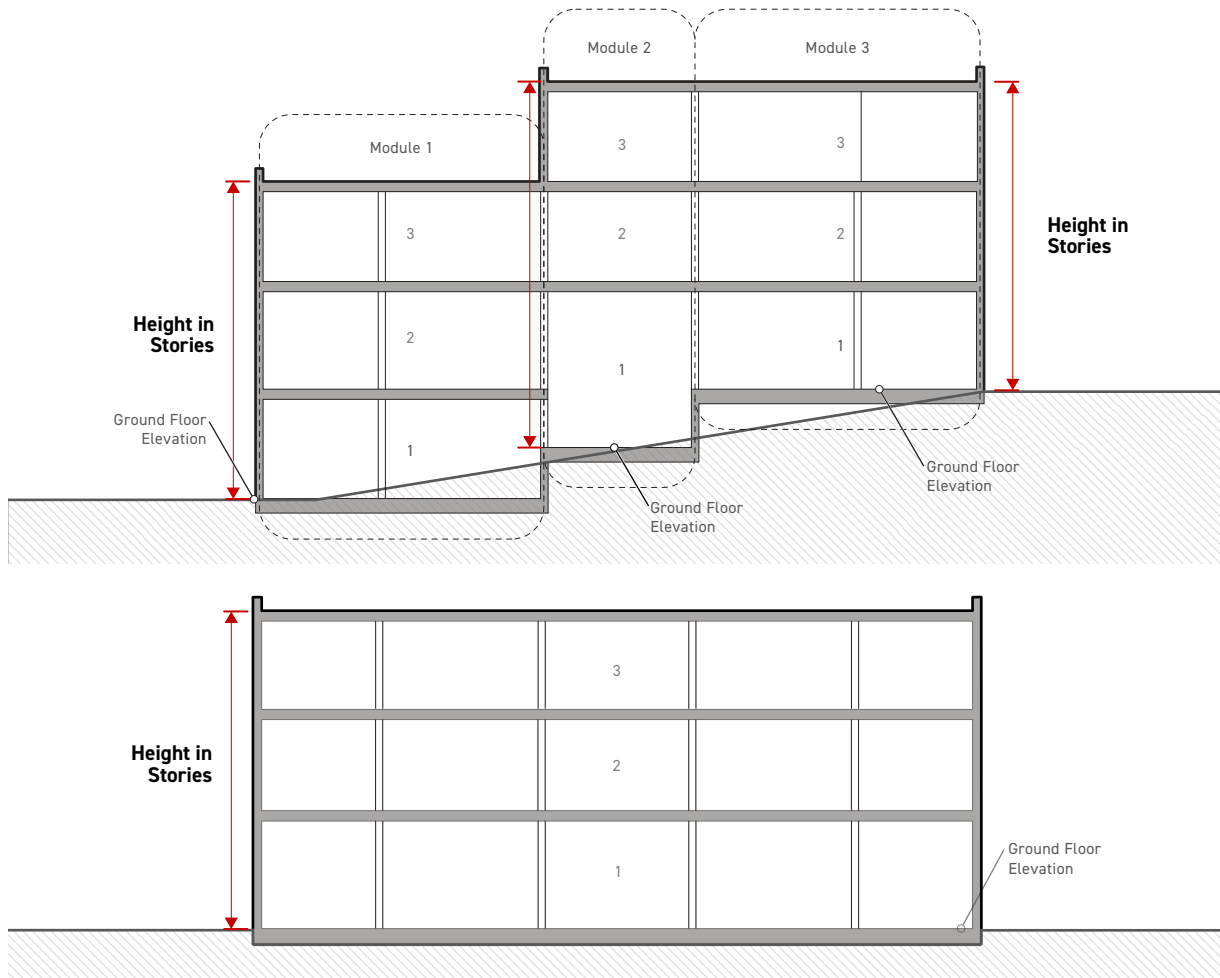 Module 2
Module 3
Module 1
3
3
3
2
2
Height in
Stories
Height in
Stories
2
1
1
Ground Floor
Elevation
1
Ground Floor
Elevation
Ground Floor
Elevation
3
Height in
Stories
2
Ground Floor
Elevation
1